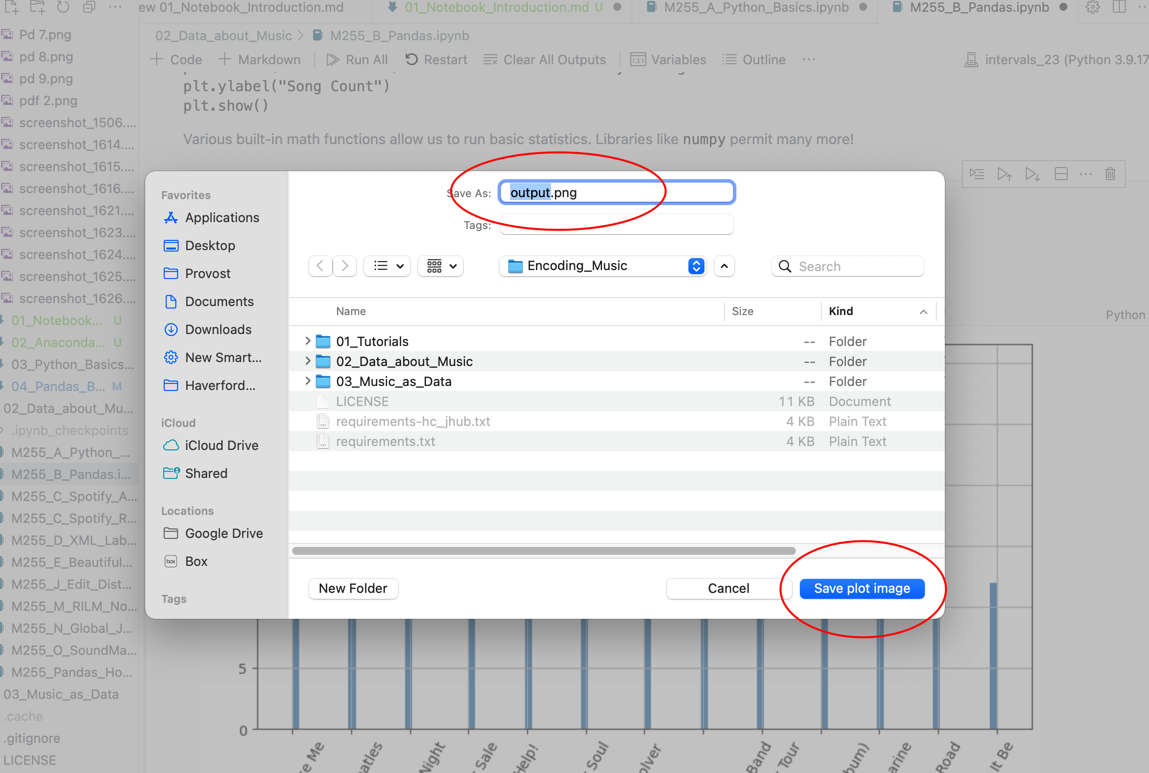 ew 01_Notebook_Introduction.md
01_Notebook_Introduction.md U
M255_A_Python_Basics.ipynb
M255_B_Pandas.ipynb
02_Data_about_Music > M255_B_Pandas.ipynb
Code Markdown Run All Restart Clear All Outputs Variables Outline ... intervals_23 (Python 3.9.17
plt.ylabel("Song Count")
plt.show()
Various built-in math functions allow us to run basic statistics. Libraries like numpy permit many more!
Pd 7.png
pd 8.png
pd 9.png
pdf 2.png
screenshot_1506....
screenshot_1614....
screenshot_1615....
screenshot_1616....
screenshot_1621....
screenshot_1623....
screenshot_1624....
screenshot_1625....
screenshot_1626....
01_Notebook... U
02_Anaconda... U
03_Python_Basics...
04_Pandas_B... M
02_Data_about_Mu...
.ipynb_checkpoints
M255_A_Python_...
M255_B_Pandas.i...
M255_C_Spotify_A...
M255_C_Spotify_R...
M255_D_XML_Lab...
M255_E_Beautiful...
M255_J_Edit_Dist...
M255_M_RILM_No...
M255_N_Global_J...
M255_O_SoundMa...
M255_Pandas_Ho...
03_Music_as_Data
.cache
.gitignore
LICENSE
Save As: output.png
Tags:
Favorites
Applications
Desktop
Provost
Documents
Downloads
New Smart...
Haverford...
iCloud
iCloud Drive
Shared
Locations
Google Drive
Box
Tags
Encoding_Music
Search
Name Size Kind
01_Tutorials -- Folder
02_Data_about_Music -- Folder
03_Music_as_Data -- Folder
LICENSE 11 KB Document
requirements-hc_jhub.txt 4 KB Plain Text
requirements.txt 4 KB Plain Text
New Folder Cancel Save plot image
Python
5
0
e Me
eatles
Night
Sale
Help!
Soul
olver
Band
Tour
bum)
arine
Road
It Be